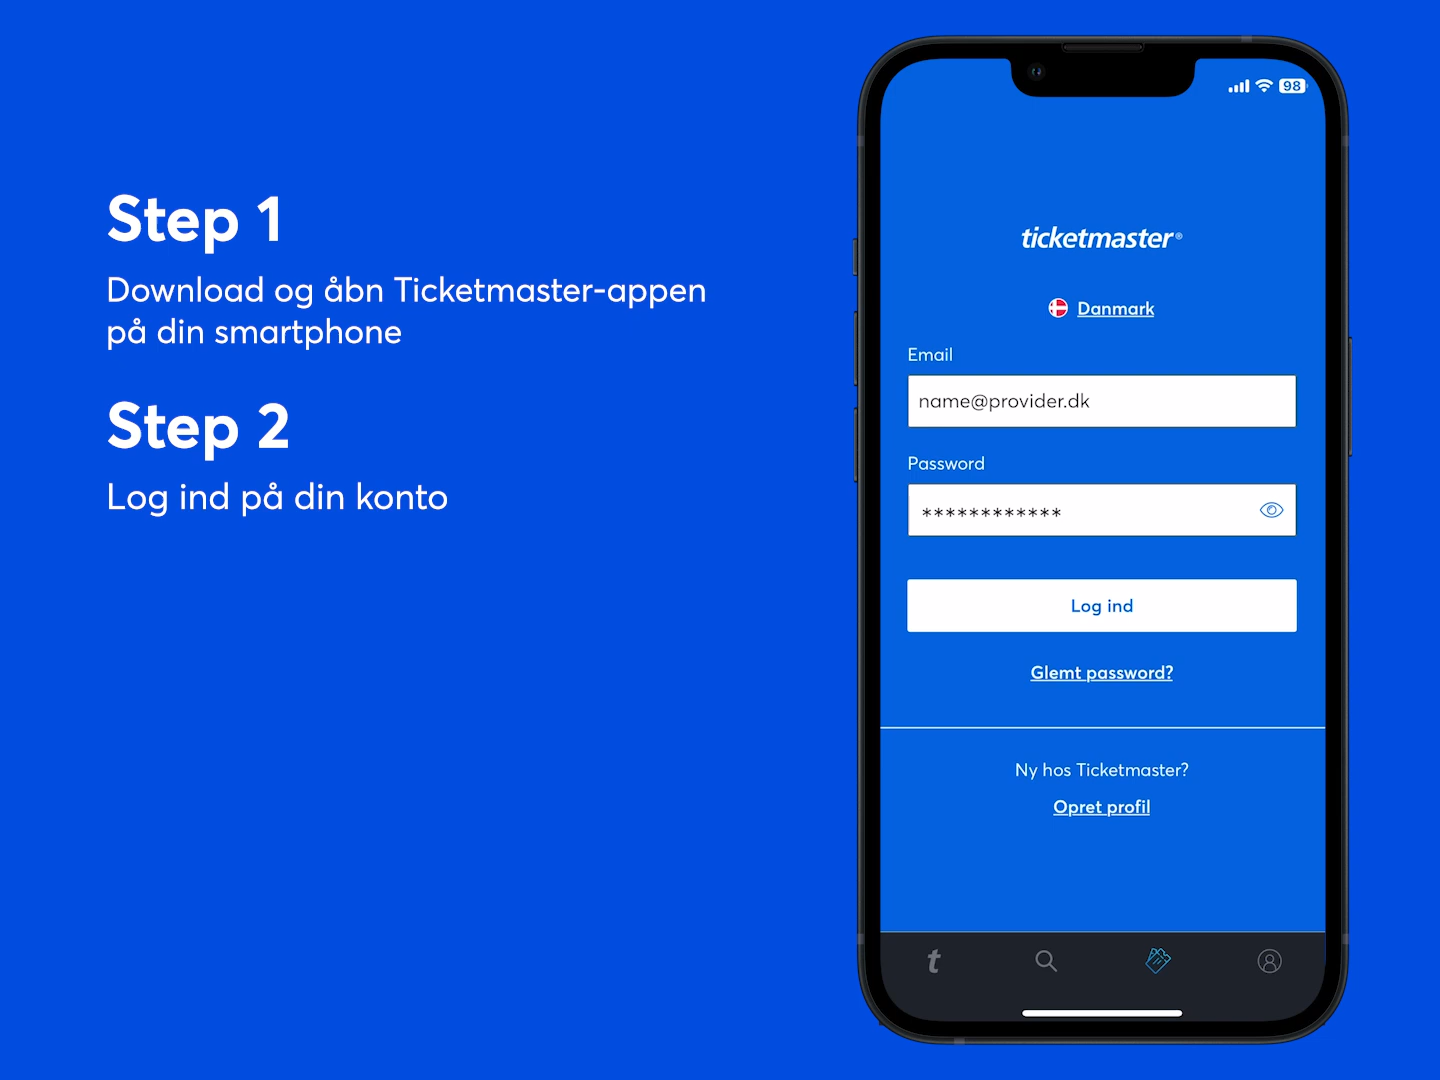 Step 1
Download og åbn Ticketmaster-appen
på din smartphone
Step 2
Log ind på din konto
98
ticketmaster®
Danmark
Email
name@provider.dk
Password
************
Log ind
Glemt password?
Ny hos Ticketmaster?
Opret profil
t